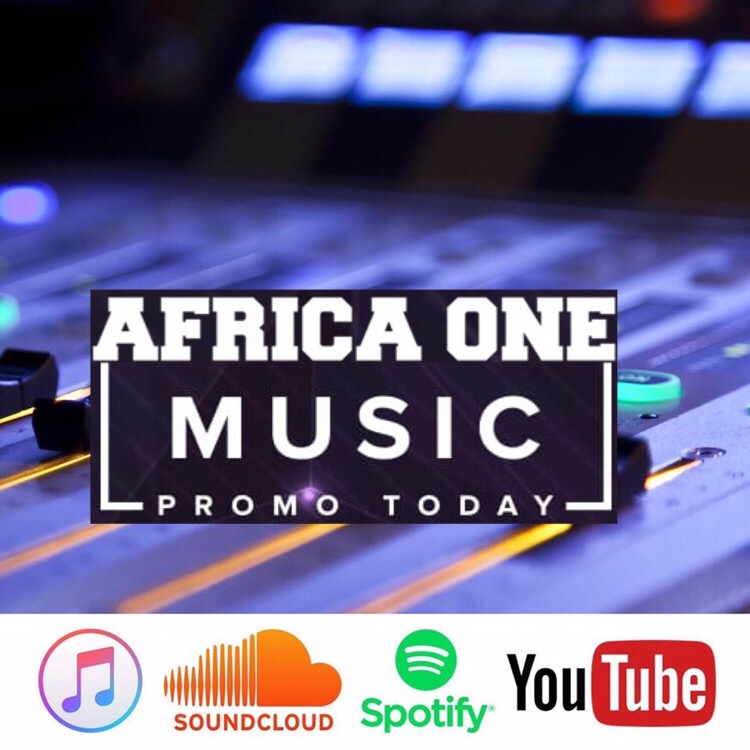 AFRICA ONE
MUSIC
PROMO TODAY
SOUNDCLOUD
Spotify
YouTube